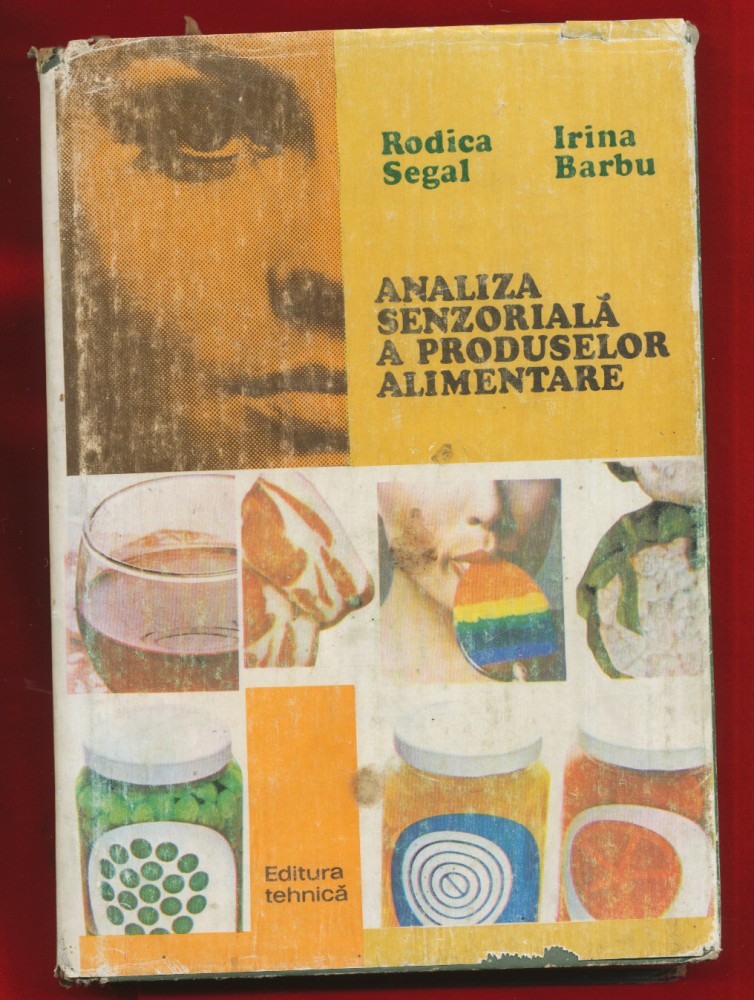 Rodica
Segal
Irina
Barbu
ANALIZA
SENZORIALĂ
A PRODUSELOR
ALIMENTARE
Editura
tehnică